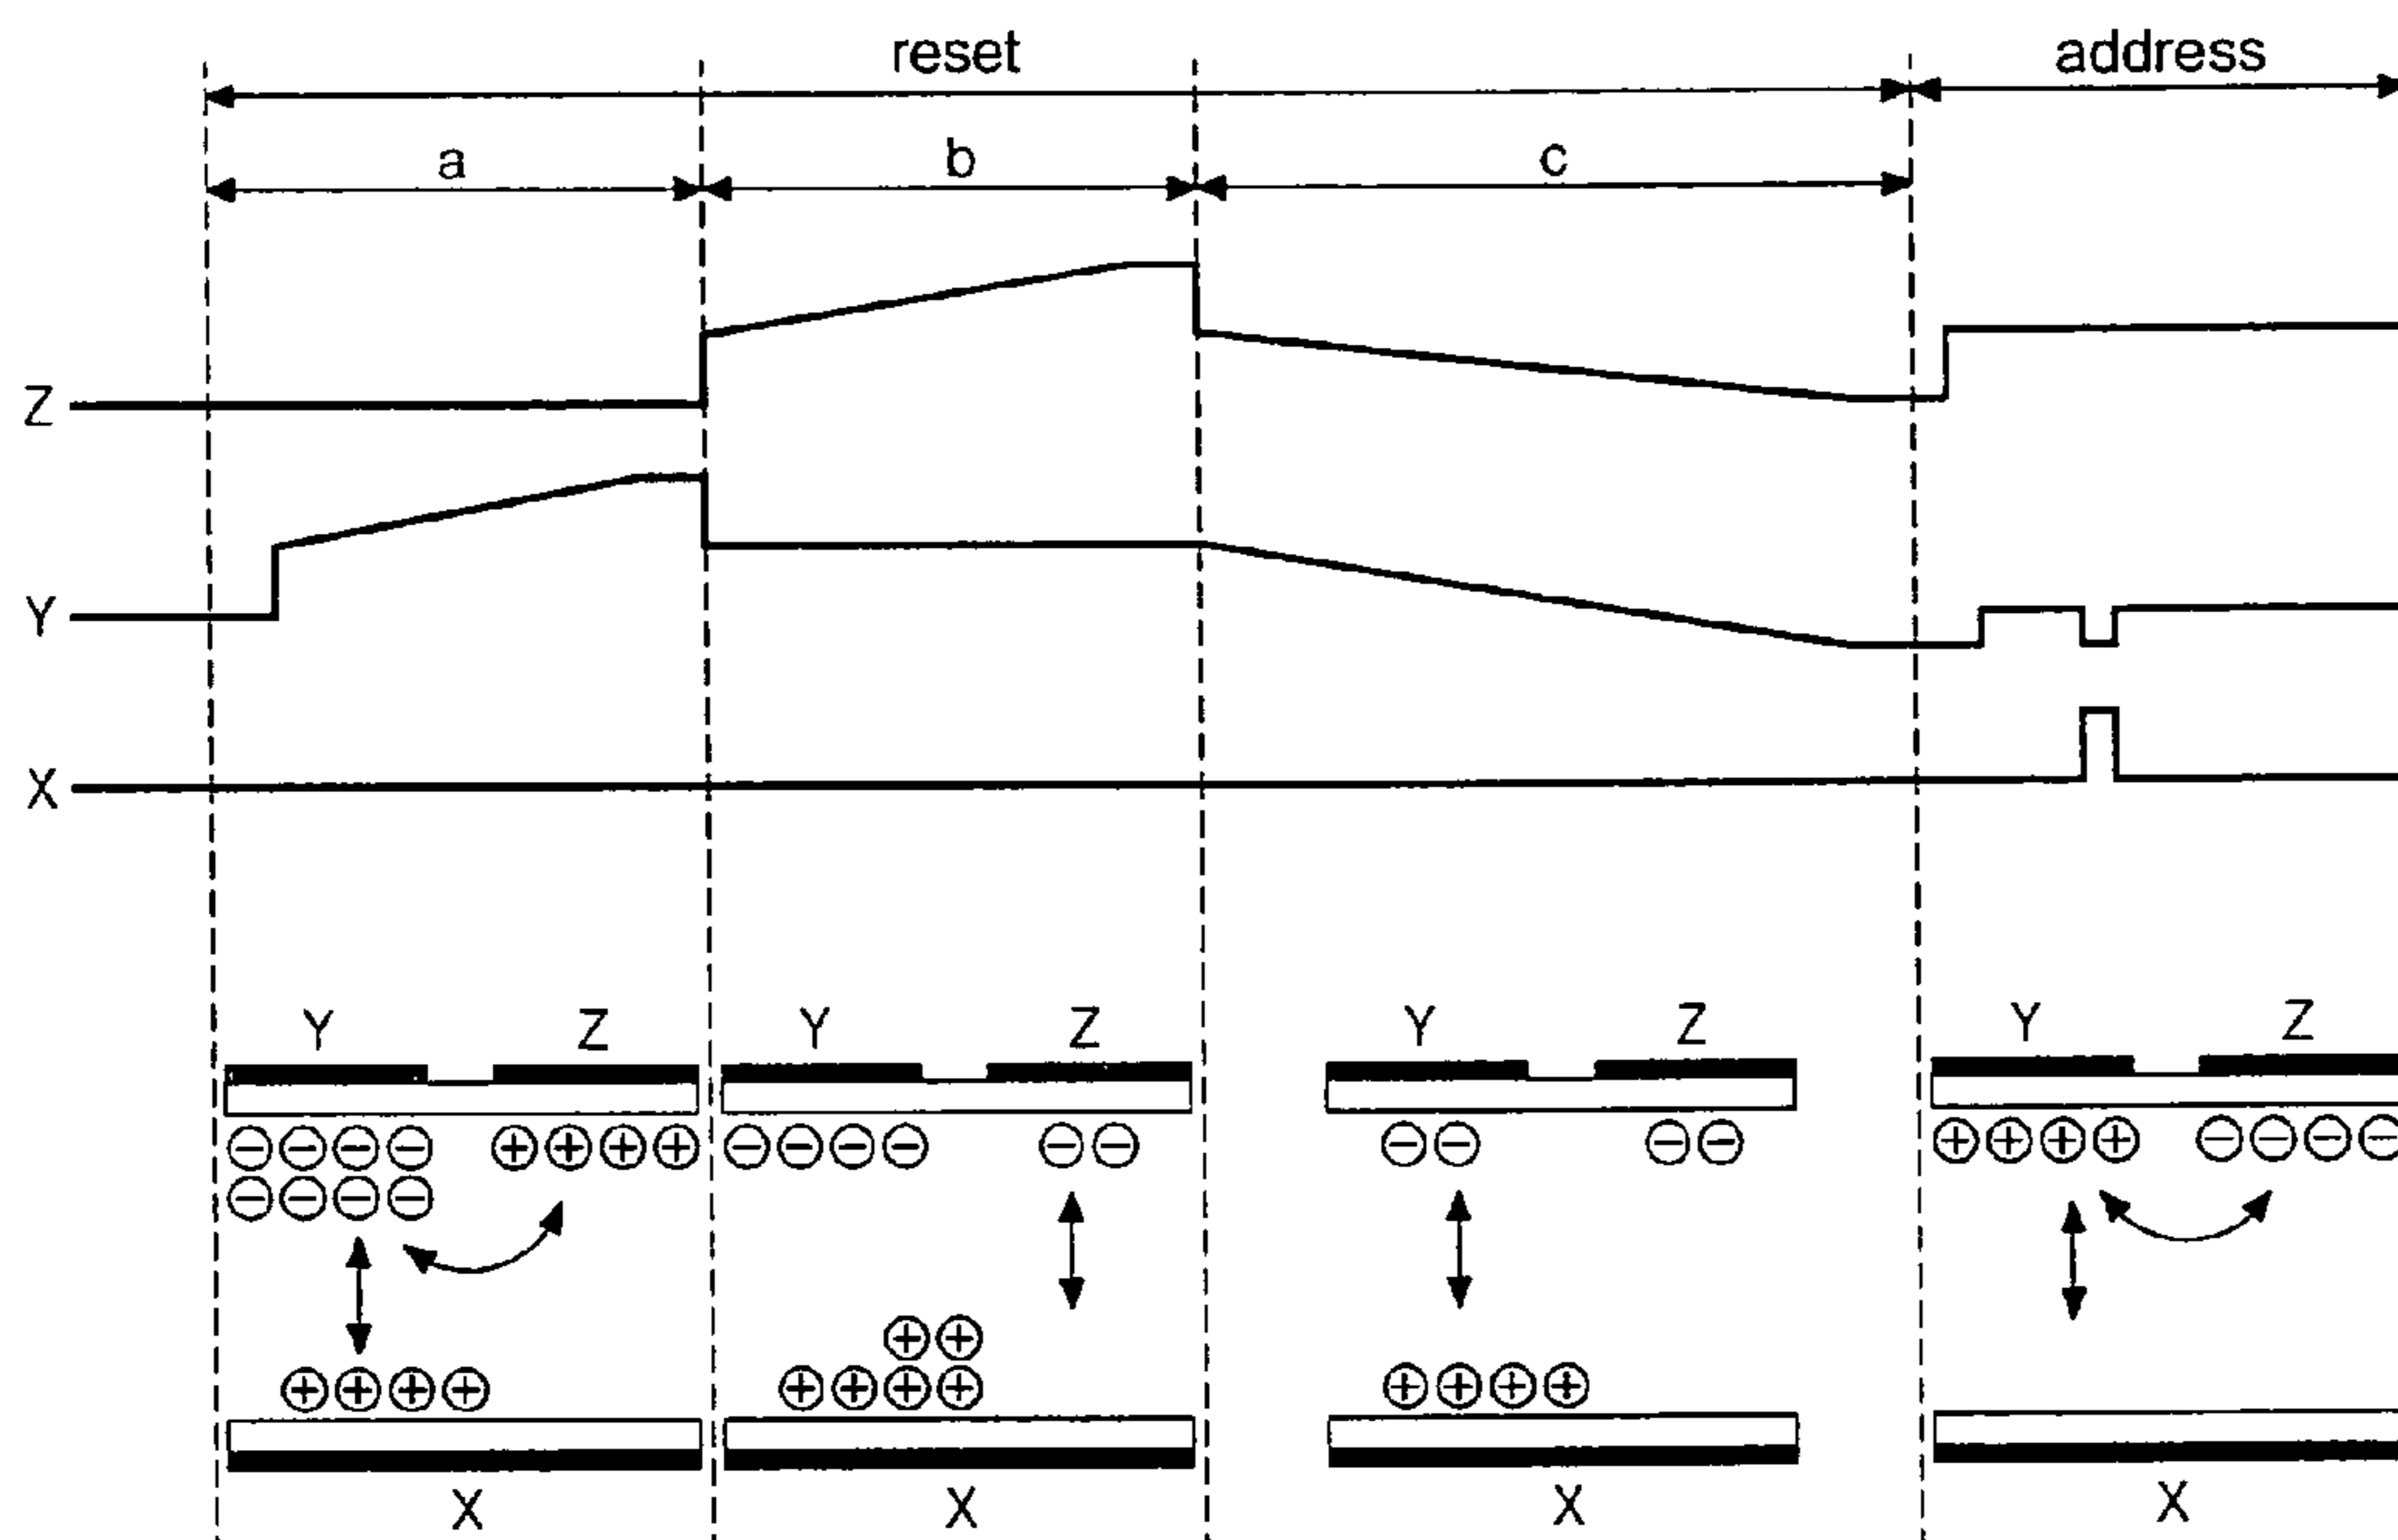 reset address
a b c
Z
Y
X
Y Z Y Z Y Z Y Z
⊖⊖⊖⊖ ⊕⊕⊕⊕ ⊖⊖⊖⊖ ⊖⊖ ⊖⊖ ⊖⊖ ⊕⊕⊕⊕ ⊖⊖⊖⊖
⊖⊖⊖⊖
⊕⊕
⊕⊕⊕⊕ ⊕⊕⊕⊕ ⊕⊕⊕⊕
X X X X